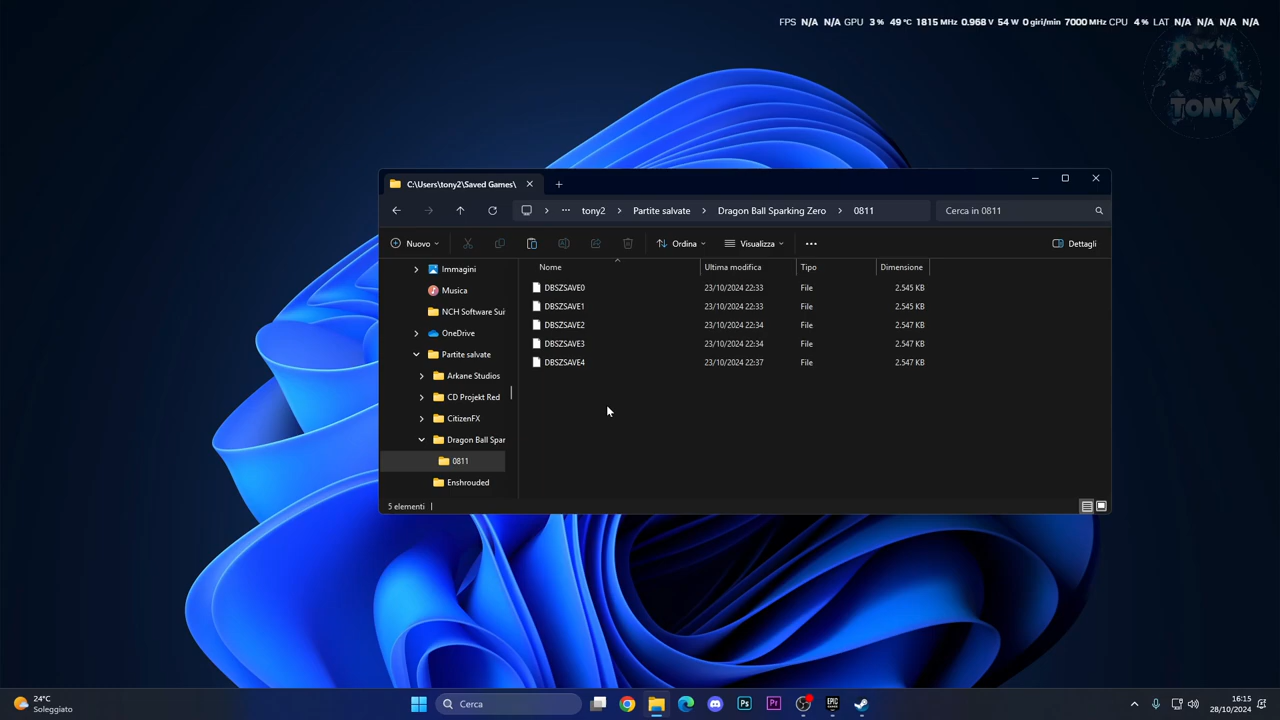 FPS N/A N/A GPU 3 % 49 °C 1815 MHz 0.968 V 54 W 0 giri/min 7000 MHz CPU 4 % LAT N/A N/A N/A N/A
TONY
C:\Users\tony2\Saved Games\
tony2 Partite salvate Dragon Ball Sparking Zero 0811
Cerca in 0811
Nuovo Ordina Visualizza Dettagli
Nome Ultima modifica Tipo Dimensione
DBSZSAVE0 23/10/2024 22:33 File 2.545 KB
DBSZSAVE1 23/10/2024 22:33 File 2.545 KB
DBSZSAVE2 23/10/2024 22:34 File 2.547 KB
DBSZSAVE3 23/10/2024 22:34 File 2.547 KB
DBSZSAVE4 23/10/2024 22:37 File 2.547 KB
Immagini
Musica
NCH Software Sui
OneDrive
Partite salvate
Arkane Studios
CD Projekt Red
CitizenFX
Dragon Ball Spar
0811
Enshrouded
5 elementi
24°C
Soleggiato
Cerca
Ps
Pr
EPIC GAMES
16:15
28/10/2024